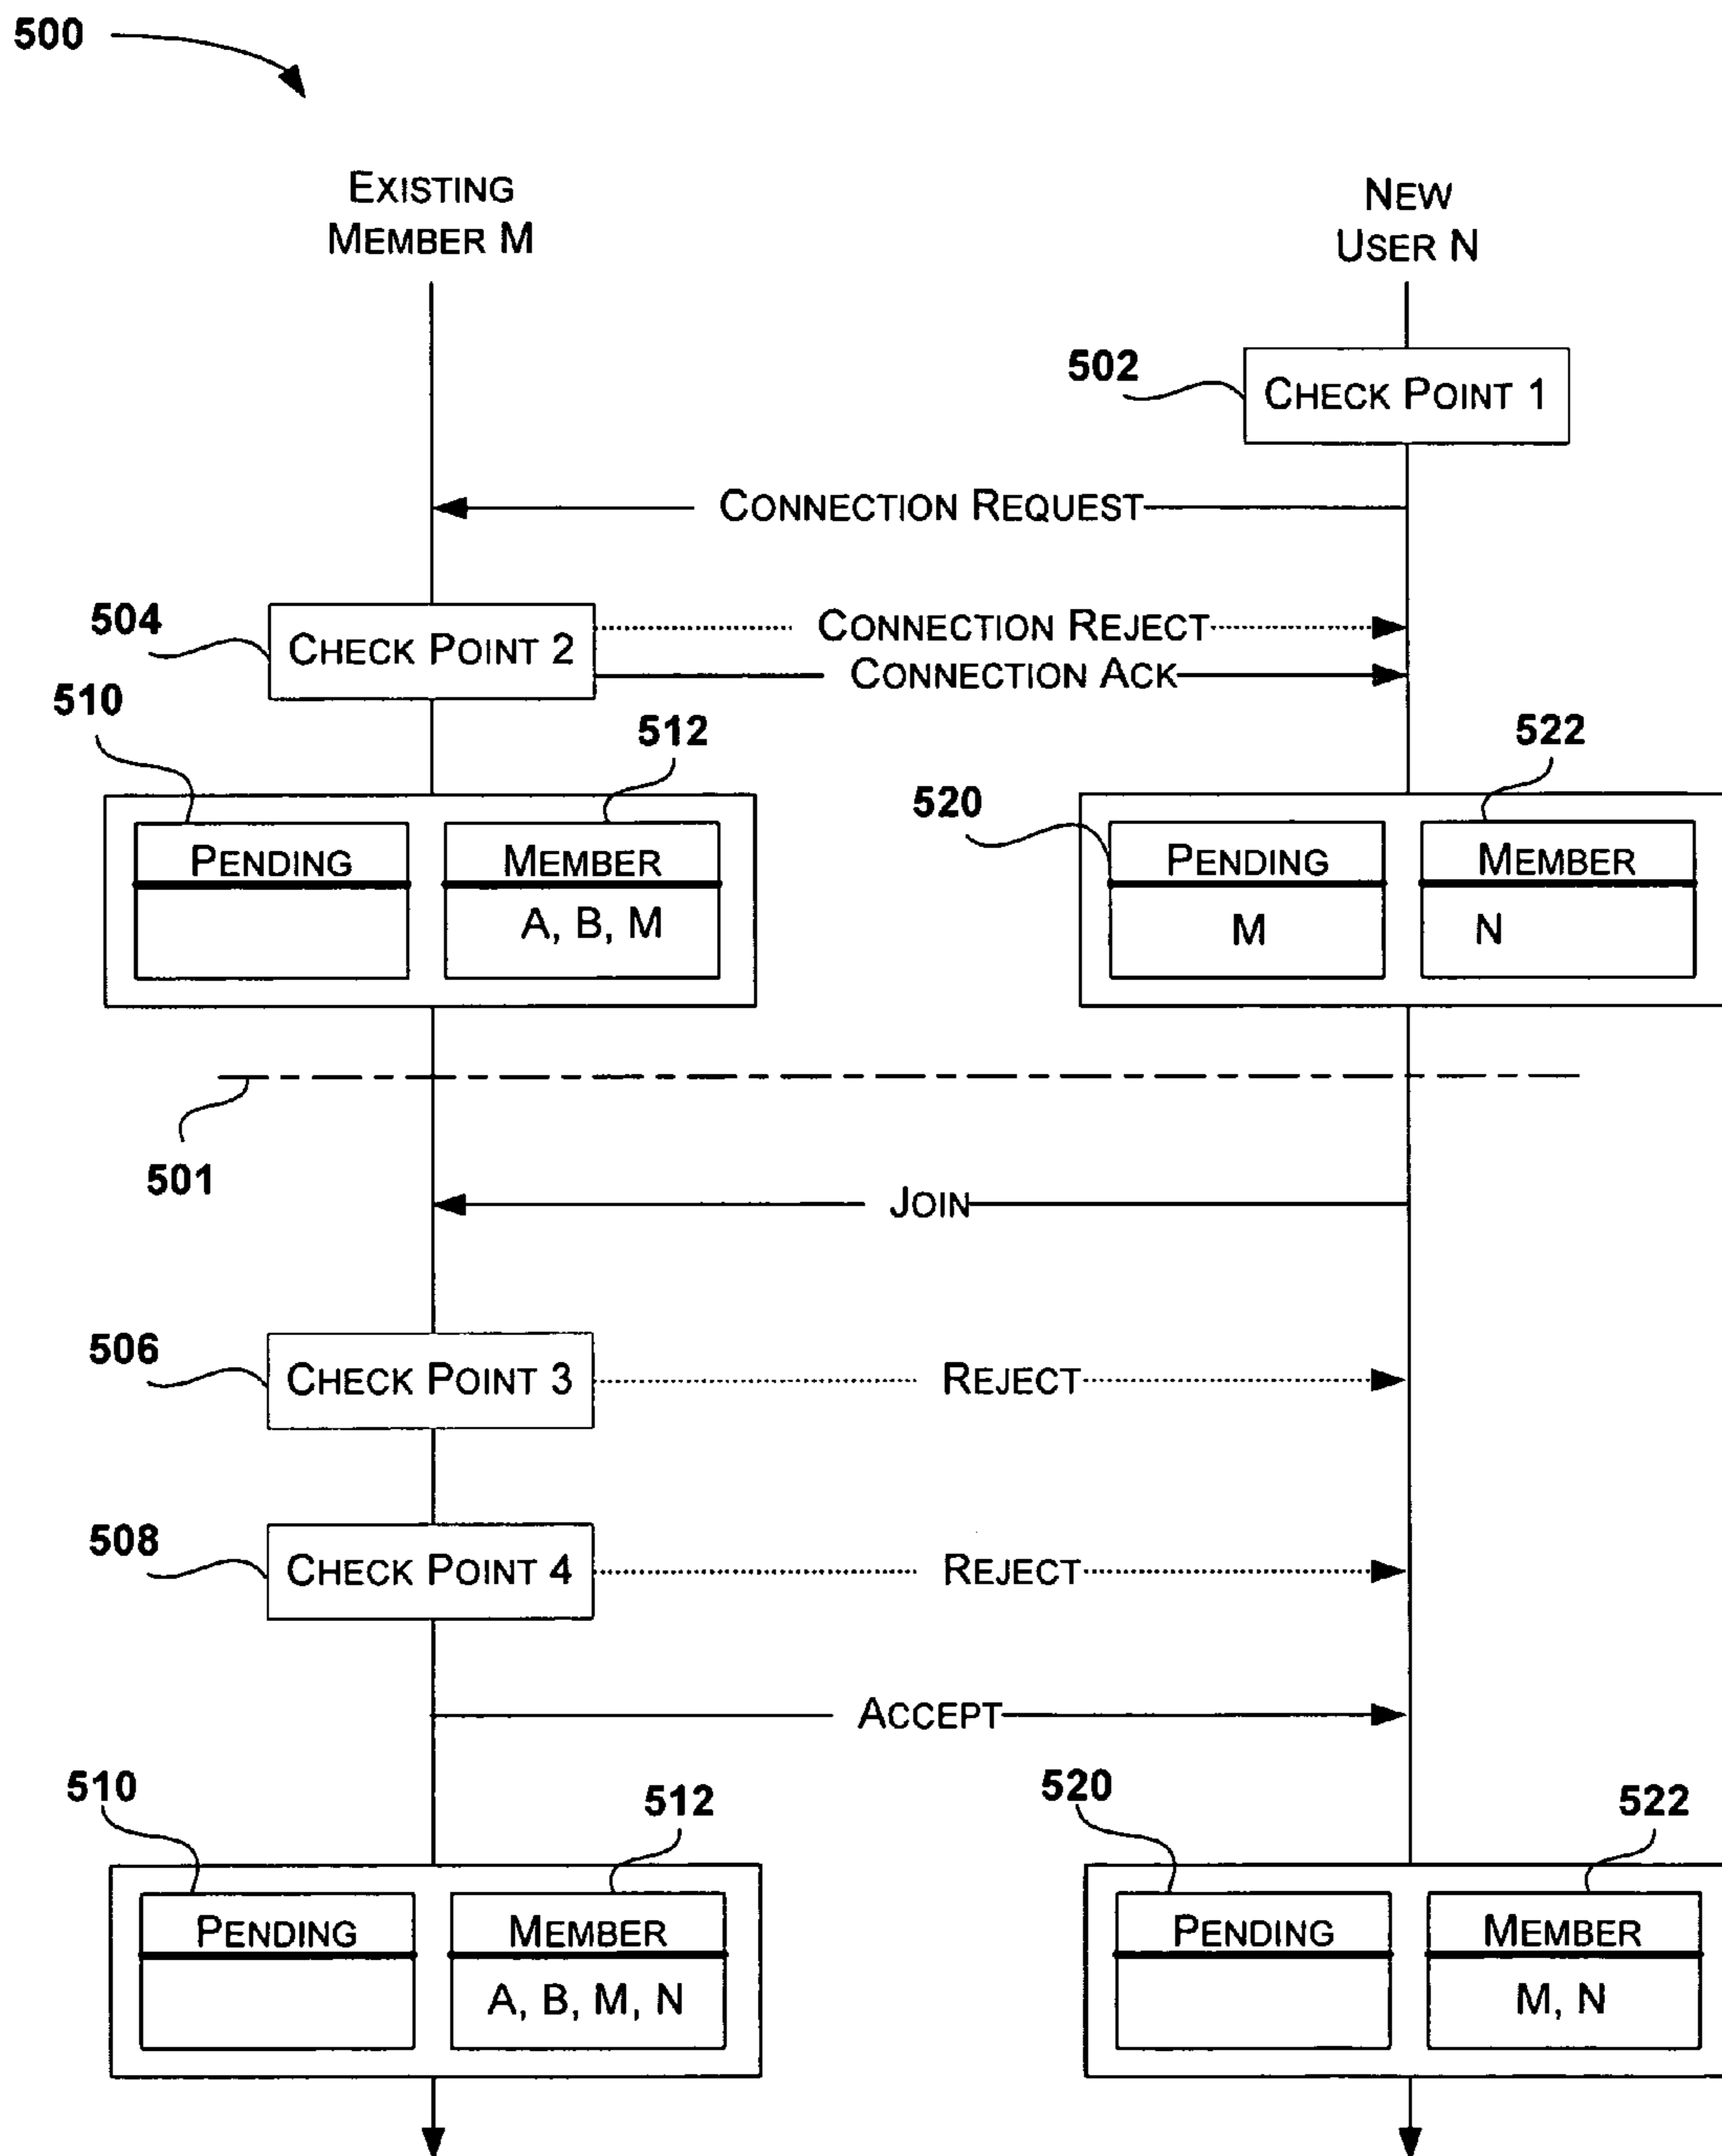 500
EXISTING
MEMBER M
NEW
USER N
502
CHECK POINT 1
CONNECTION REQUEST
504
CHECK POINT 2
CONNECTION REJECT
CONNECTION ACK
510
512
520
522
PENDING
MEMBER
PENDING
MEMBER
A, B, M
M
N
501
JOIN
506
CHECK POINT 3
REJECT
508
CHECK POINT 4
REJECT
ACCEPT
510
512
520
522
PENDING
MEMBER
PENDING
MEMBER
A, B, M, N
M, N